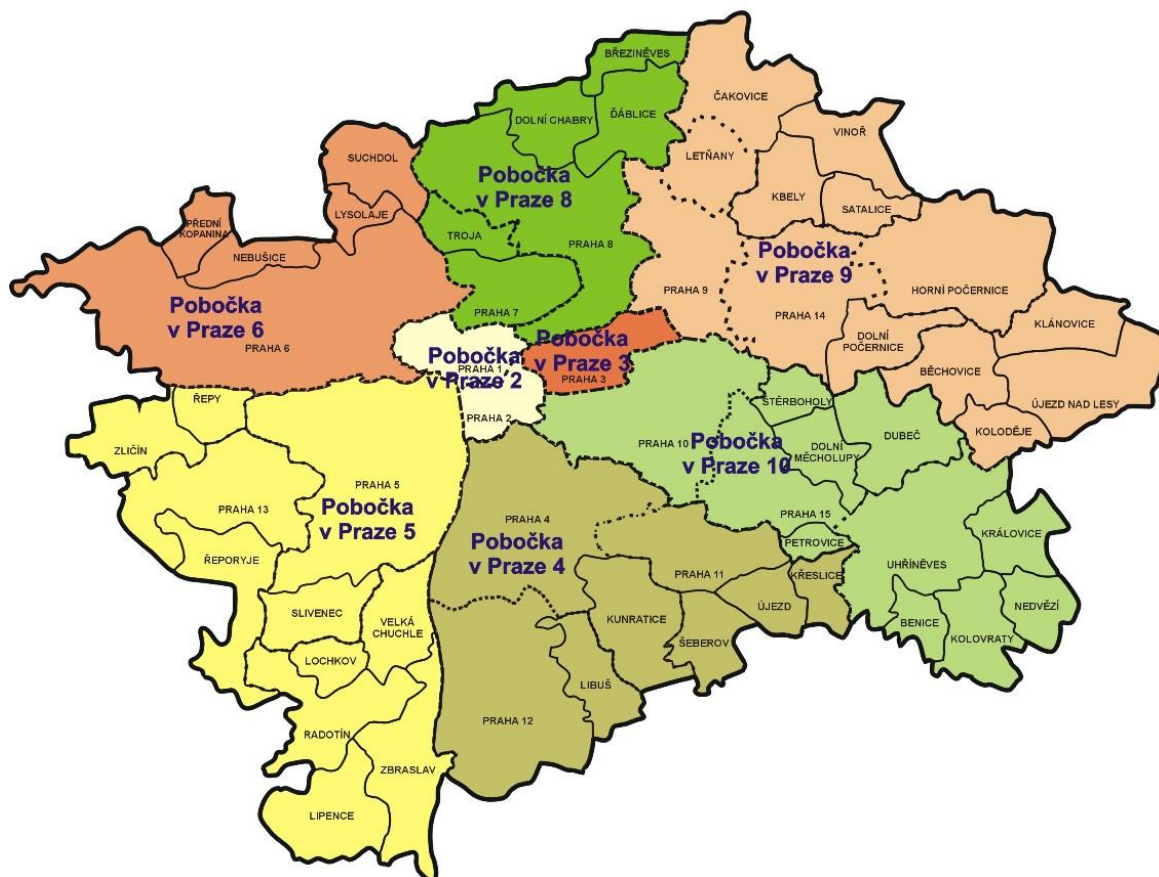 BŘEZINĚVES
ČAKOVICE
DOLNÍ CHABRY
ĎÁBLICE
VINOŘ
SUCHDOL
LETŇANY
Pobočka
v Praze 8
KBELY
SATALICE
LYSOLAJE
PŘEDNÍ
KOPANINA
TROJA
PRAHA 8
NEBUŠICE
Pobočka
v Praze 9
PRAHA 9
HORNÍ POČERNICE
Pobočka
v Praze 6
PRAHA 6
PRAHA 7
PRAHA 14
KLÁNOVICE
DOLNÍ
POČERNICE
Pobočka
v Praze 3
PRAHA 3
Pobočka
PRAHA 1
v Praze 2
PRAHA 2
BĚCHOVICE
ÚJEZD NAD LESY
ŘEPY
ŠTĚRBOHOLY
KOLODĚJE
ZLIČÍN
PRAHA 10
Pobočka
v Praze 10
DOLNÍ
MĚCHOLUPY
DUBEČ
PRAHA 5
PRAHA 13
Pobočka
v Praze 5
PRAHA 4
Pobočka
v Praze 4
PRAHA 15
PETROVICE
KRÁLOVICE
ŘEPORYJE
UHŘÍNĚVES
PRAHA 11
KŘESLICE
ÚJEZD
NEDVĚZÍ
SLIVENEC
VELKÁ
CHUCHLE
KUNRATICE
BENICE
KOLOVRATY
ŠEBEROV
LOCHKOV
LIBUŠ
PRAHA 12
RADOTÍN
ZBRASLAV
LIPENCE